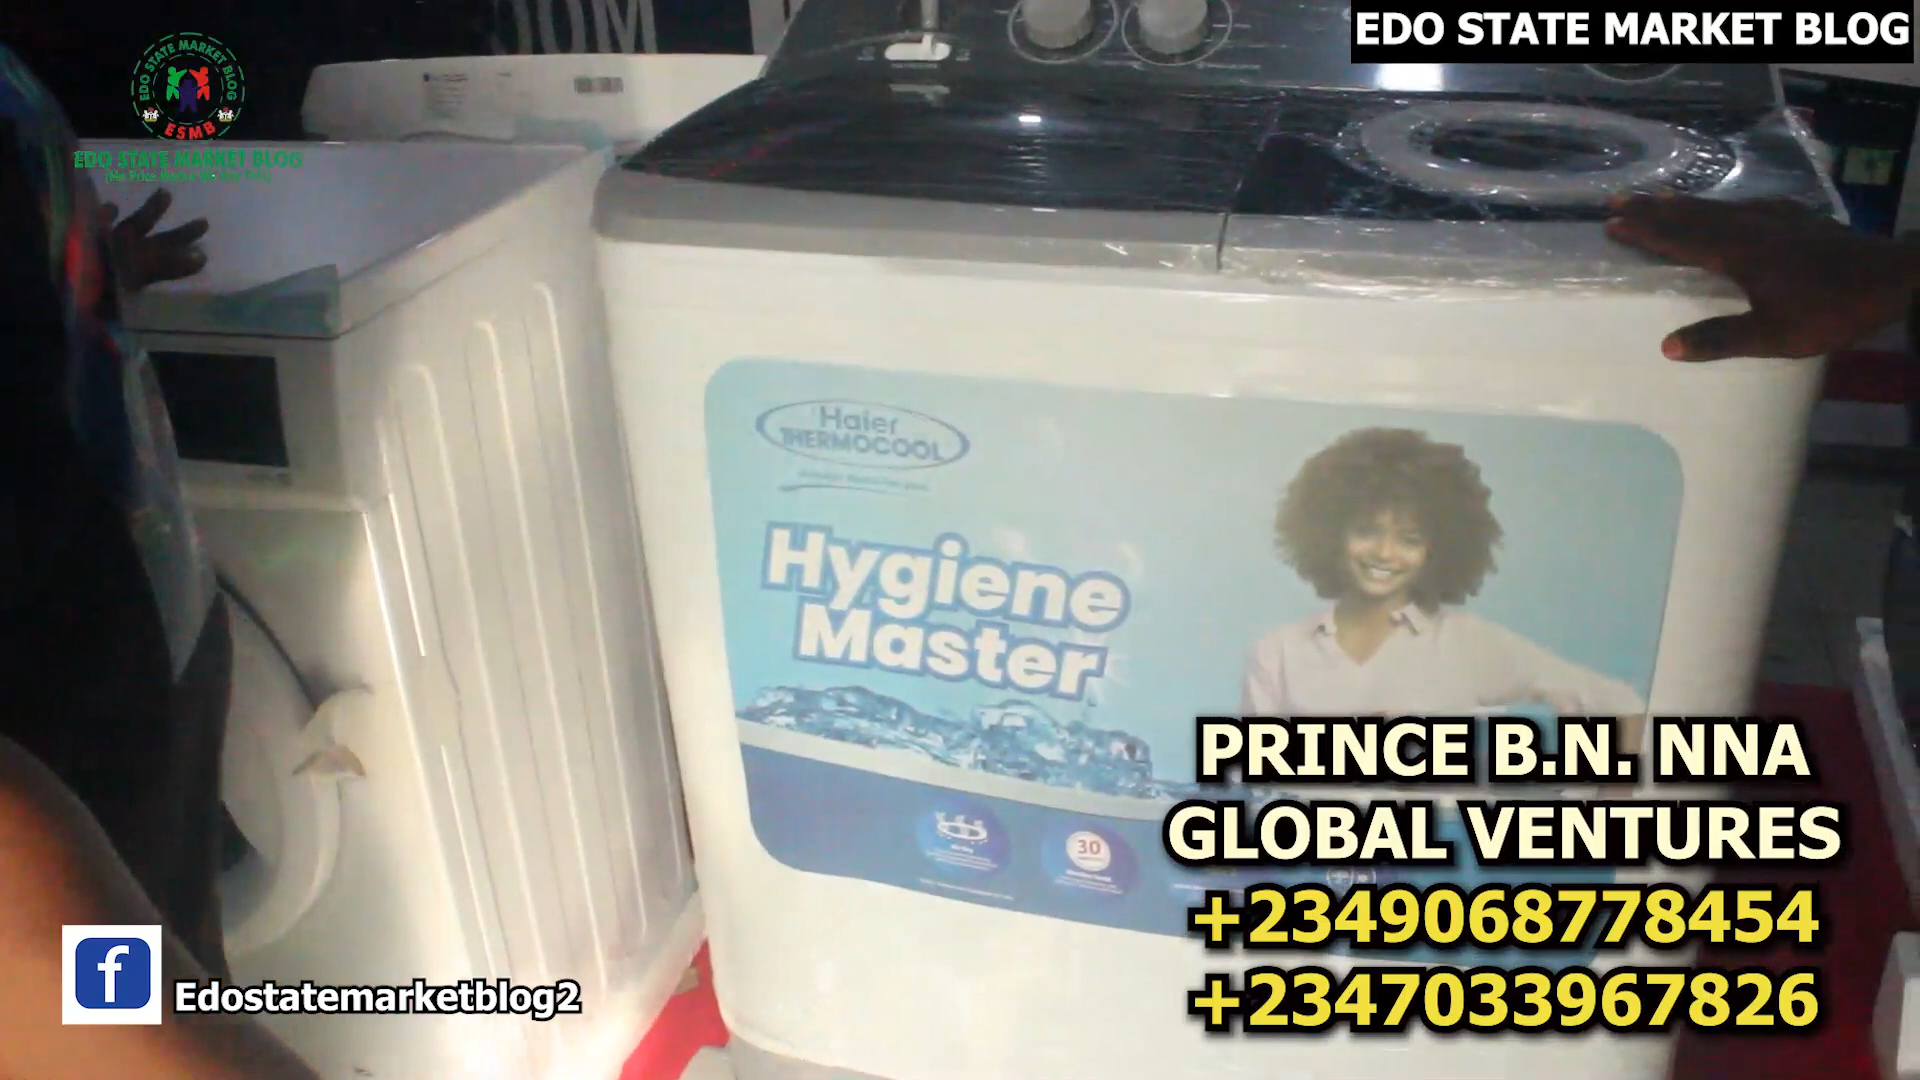 EDO STATE MARKET BLOG
EDO STATE MARKET BLOG
ESMB
EDO STATE MARKET BLOG
Haier
THERMOCOOL
Hygiene
Master
30
PRINCE B.N. NNA
GLOBAL VENTURES
+2349068778454
+2347033967826
f
Edostatemarketblog2